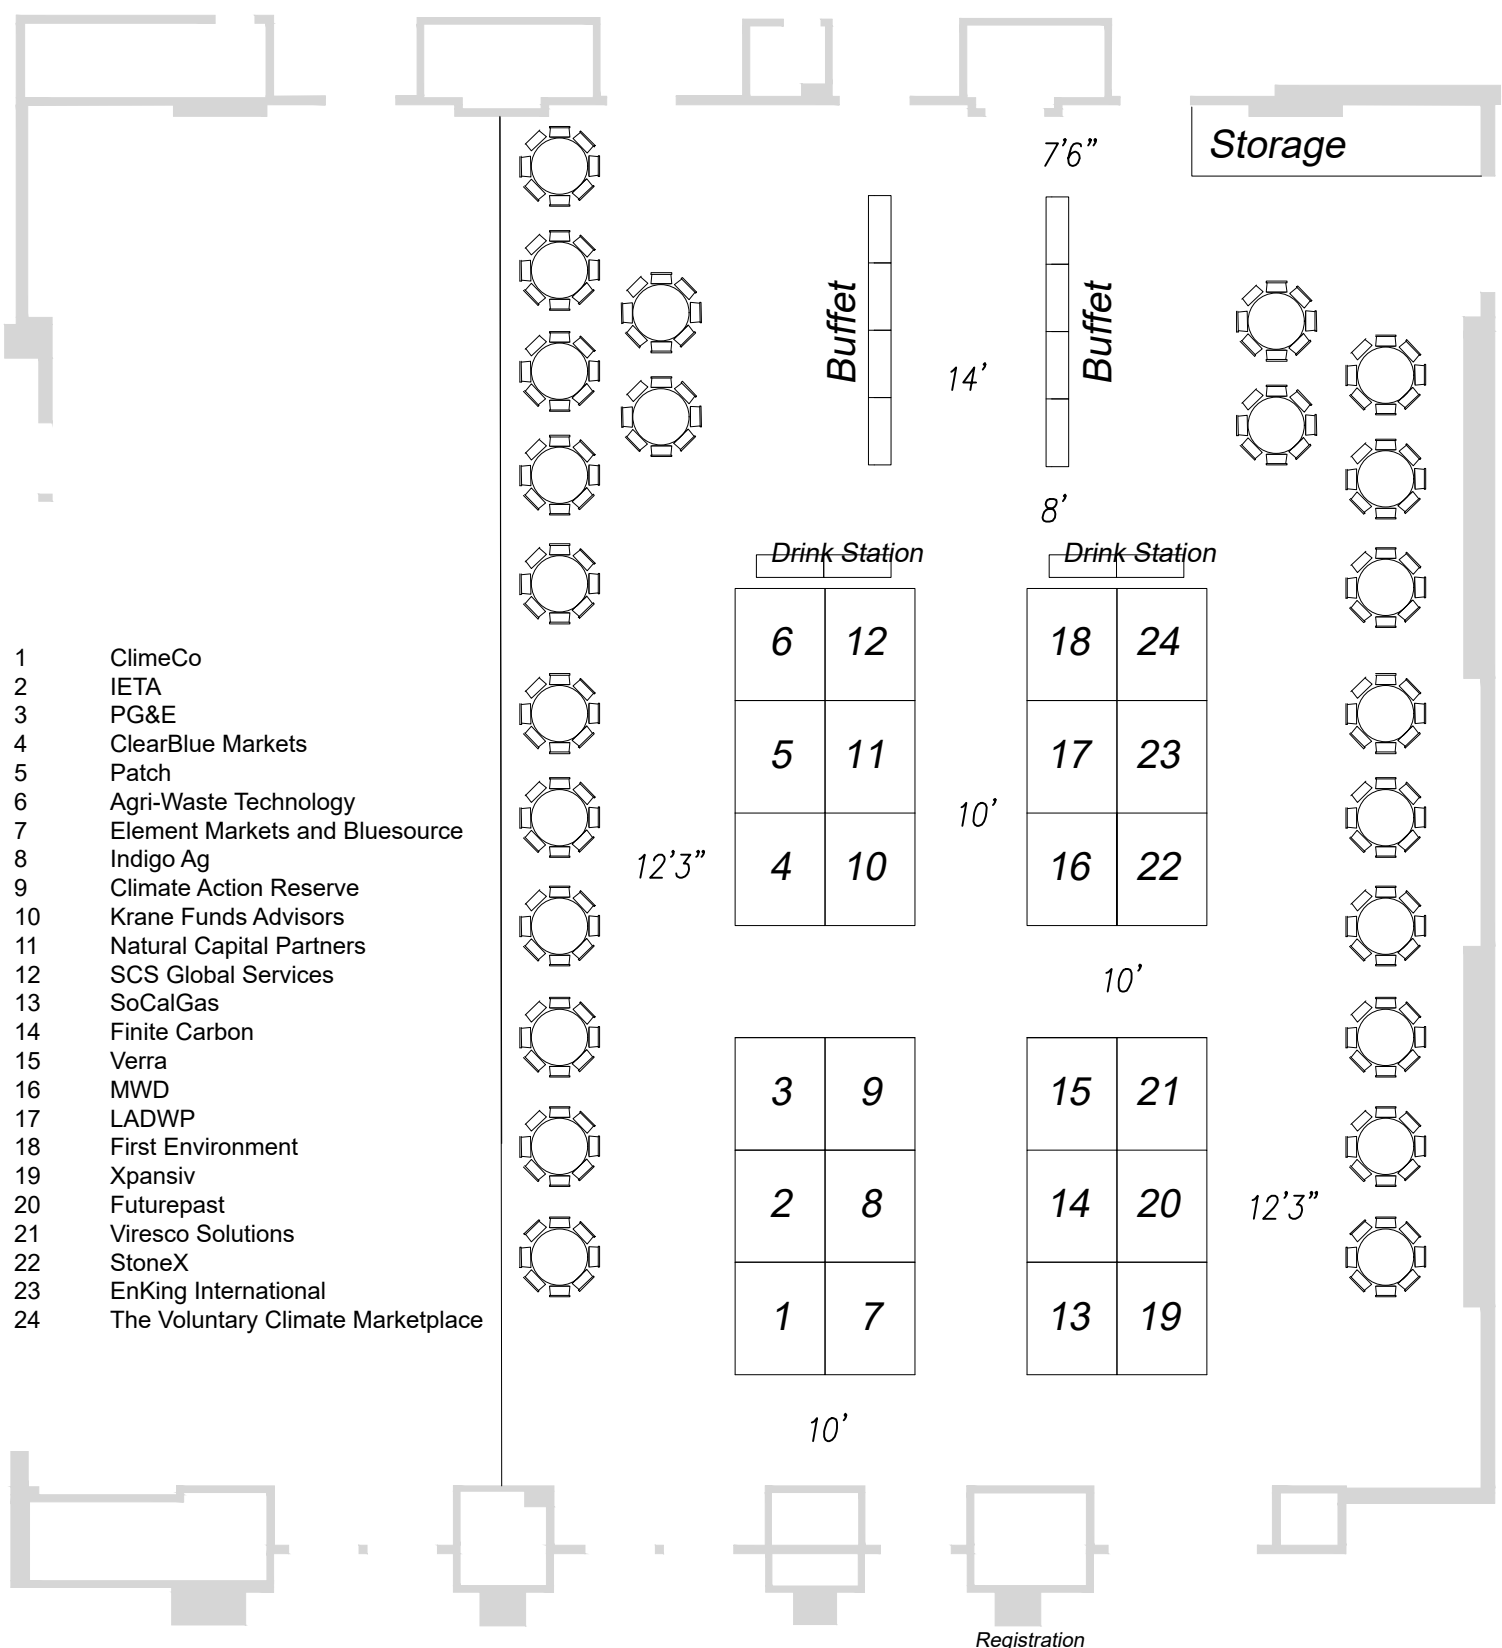 7'6”
Storage
Buffet
Buffet
14'
8'
Drink Station
Drink Station
6 12 18 24
5 11 17 23
4 10 16 22
10'
12'3”
10'
3 9 15 21
2 8 14 20
1 7 13 19
12'3”
10'
1 ClimeCo
2 IETA
3 PG&E
4 ClearBlue Markets
5 Patch
6 Agri-Waste Technology
7 Element Markets and Bluesource
8 Indigo Ag
9 Climate Action Reserve
10 Krane Funds Advisors
11 Natural Capital Partners
12 SCS Global Services
13 SoCalGas
14 Finite Carbon
15 Verra
16 MWD
17 LADWP
18 First Environment
19 Xpansiv
20 Futurepast
21 Viresco Solutions
22 StoneX
23 EnKing International
24 The Voluntary Climate Marketplace
Registration